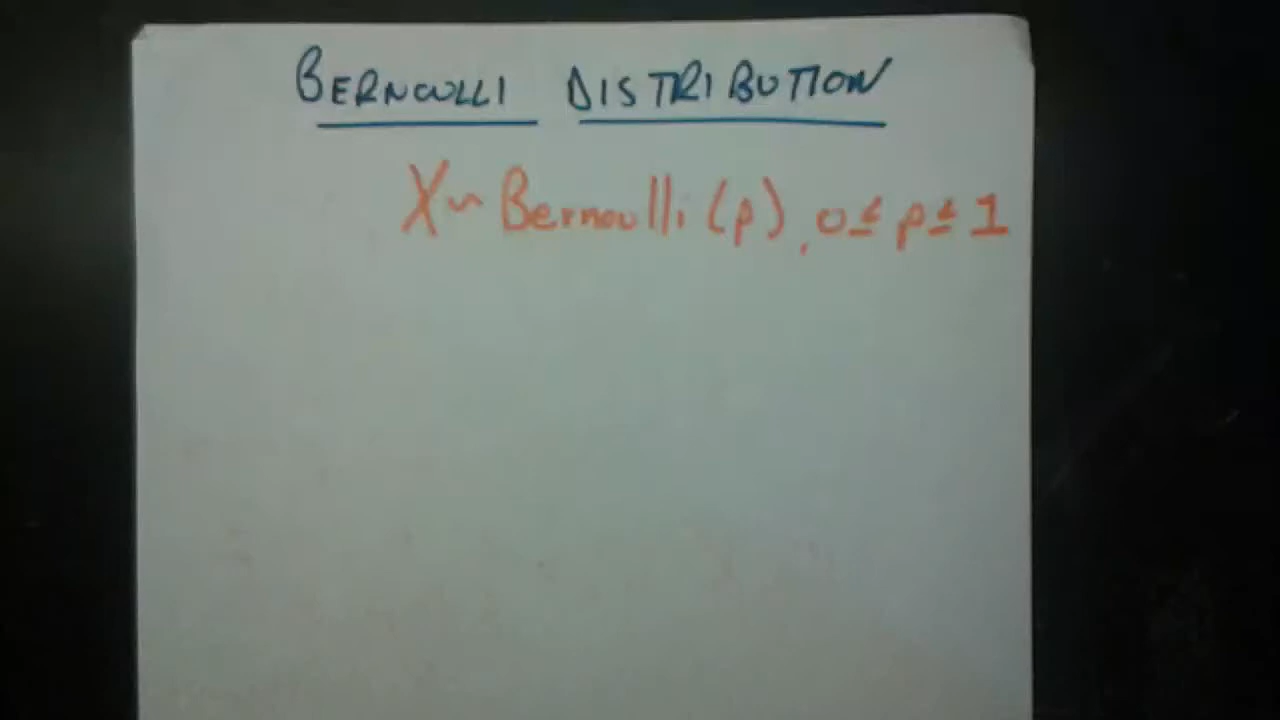 BERNOULLI DISTRIBUTION
X ~ Bernoulli (p), 0 ≤ p ≤ 1